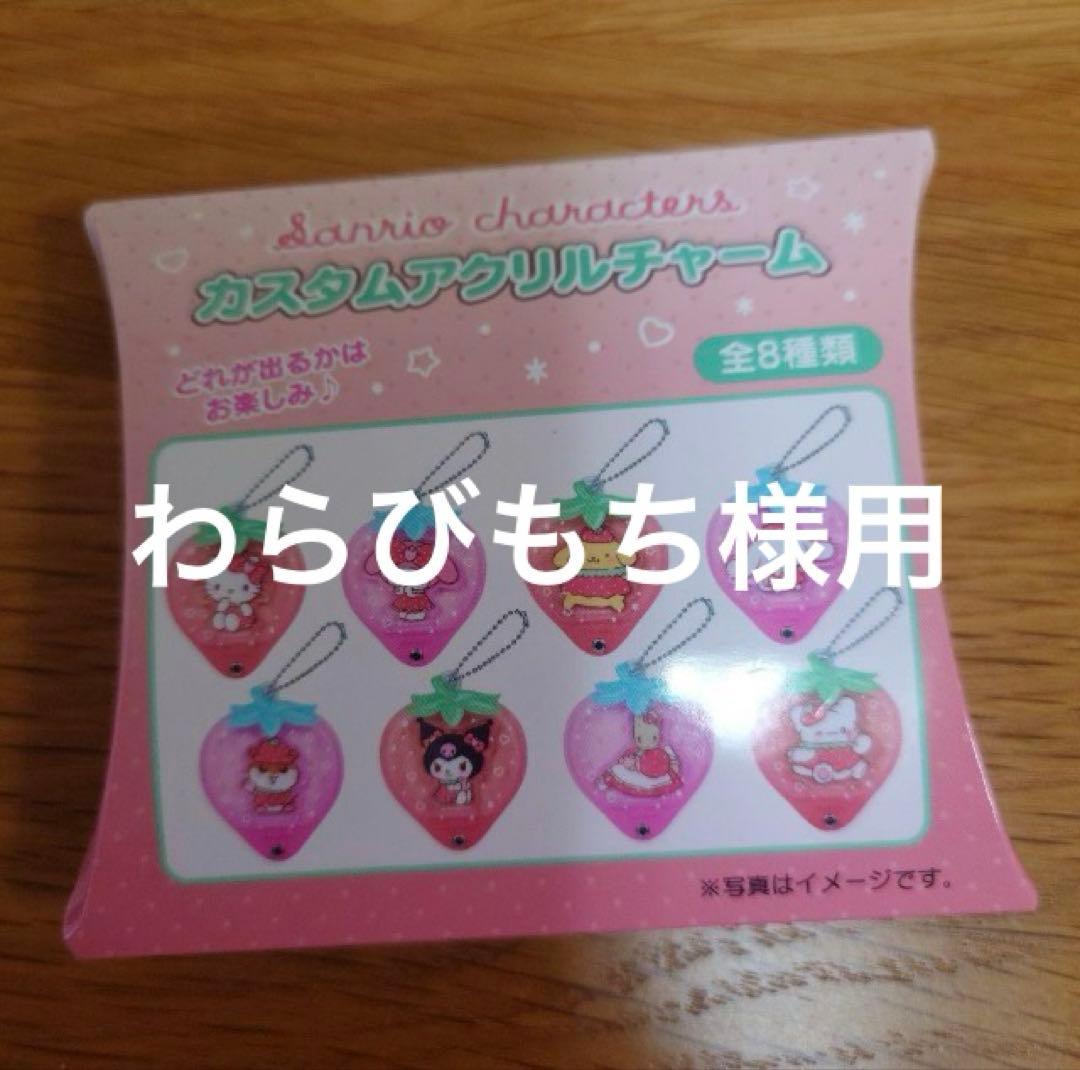 Sanrio characters
カスタムアクリルチャーム
どれが出るかは
お楽しみ♪
全8種類
わらびもち様用
※写真はイメージです。